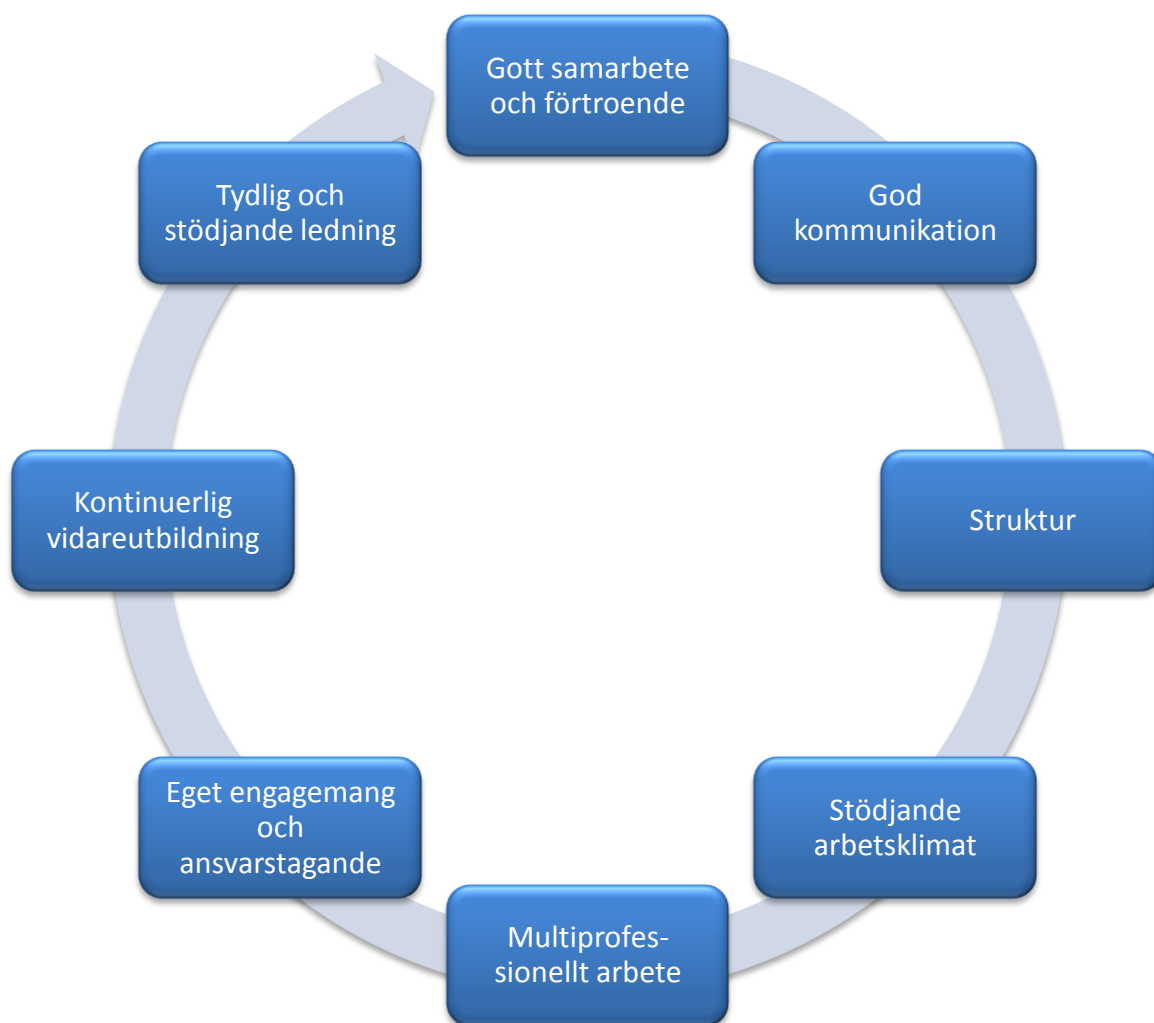 Gott samarbete
och förtroende
God
kommunikation
Struktur
Stödjande
arbetsklimat
Multiprofes-
sionellt arbete
Eget engagemang
och
ansvarstagande
Kontinuerlig
vidareutbildning
Tydlig och
stödjande ledning